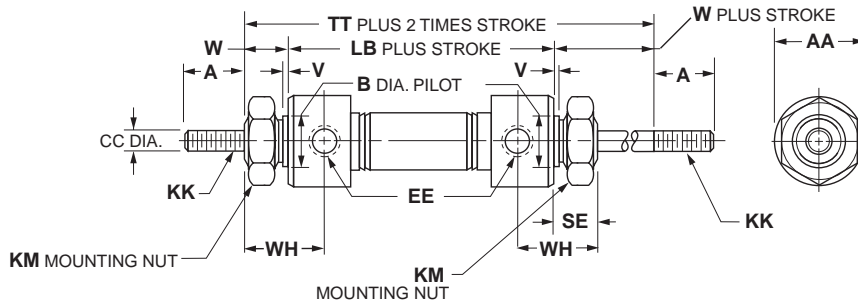 TT PLUS 2 TIMES STROKE
W PLUS STROKE
W
LB PLUS STROKE
AA
A
V
V
A
B DIA. PILOT
CC DIA.
KK
EE
SE
KK
WH
WH
KM MOUNTING NUT
KM
MOUNTING NUT